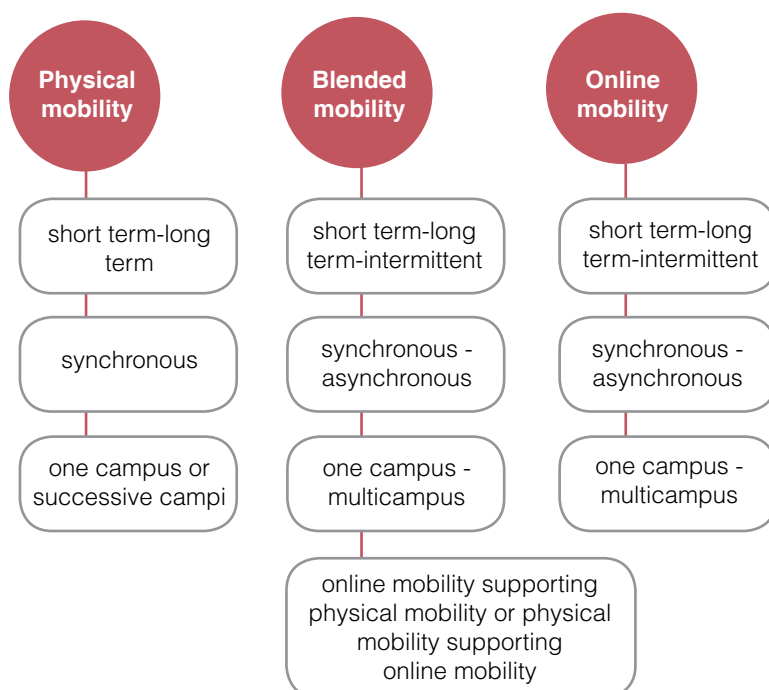 Physical
mobility
short term-long
term
synchronous
one campus or
successive campi
Blended
mobility
short term-long
term-intermittent
synchronous -
asynchronous
one campus -
multicampus
online mobility supporting
physical mobility or physical
mobility supporting
online mobility
Online
mobility
short term-long
term-intermittent
synchronous -
asynchronous
one campus -
multicampus